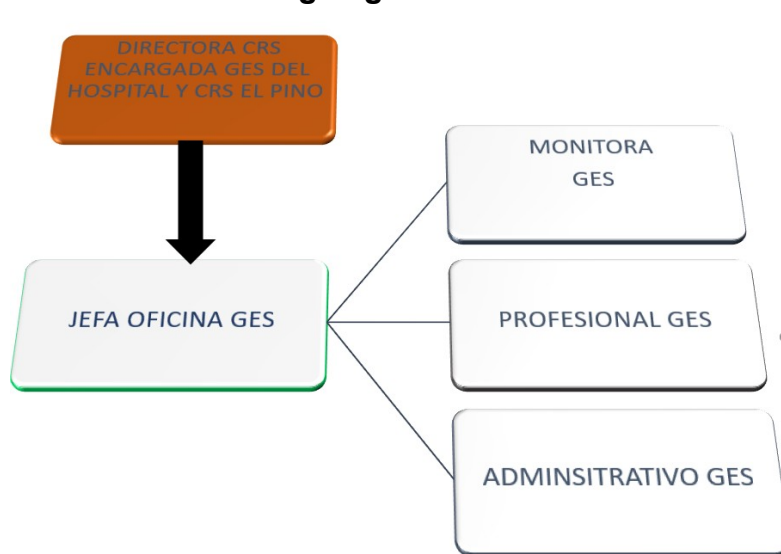 DIRECTORA CRS
ENCARGADA GES DEL
HOSPITAL Y CRS EL PINO
MONITORA
GES
JEFA OFICINA GES
PROFESIONAL GES
ADMINSITRATIVO GES